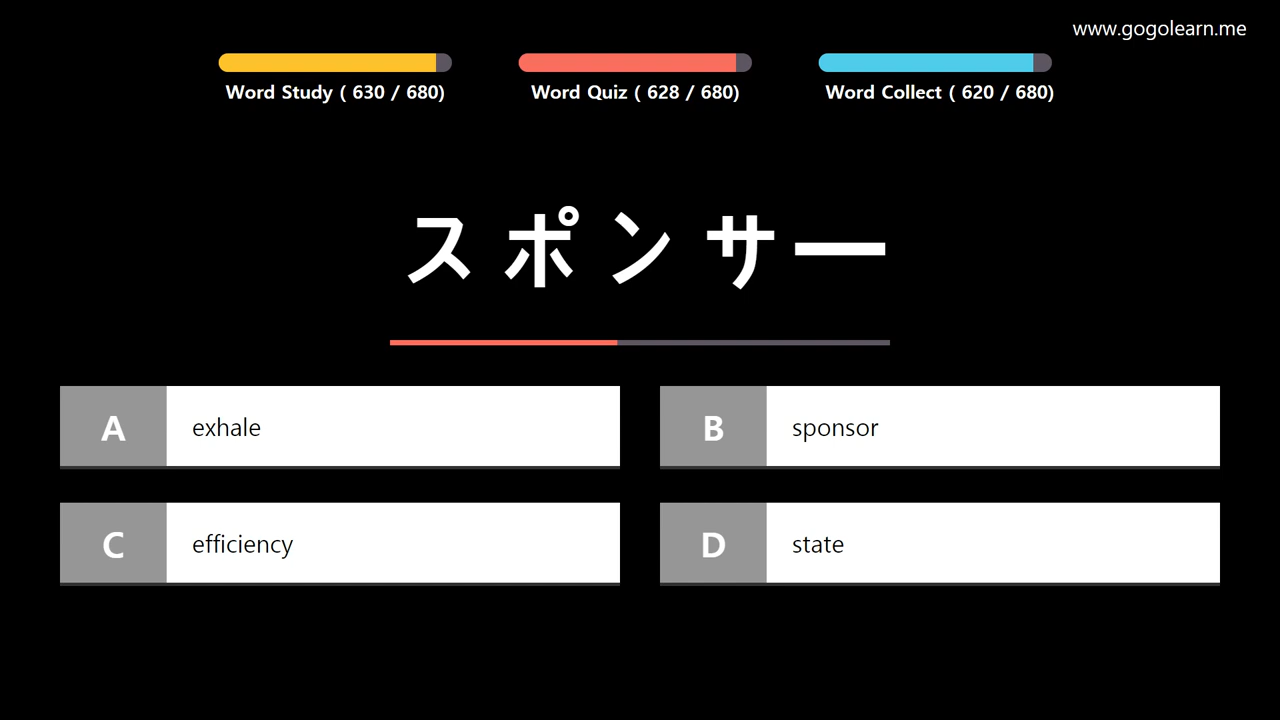 www.gogolearn.me
Word Study ( 630 / 680)
Word Quiz ( 628 / 680)
Word Collect ( 620 / 680)
スポンサー
A exhale
B sponsor
C efficiency
D state